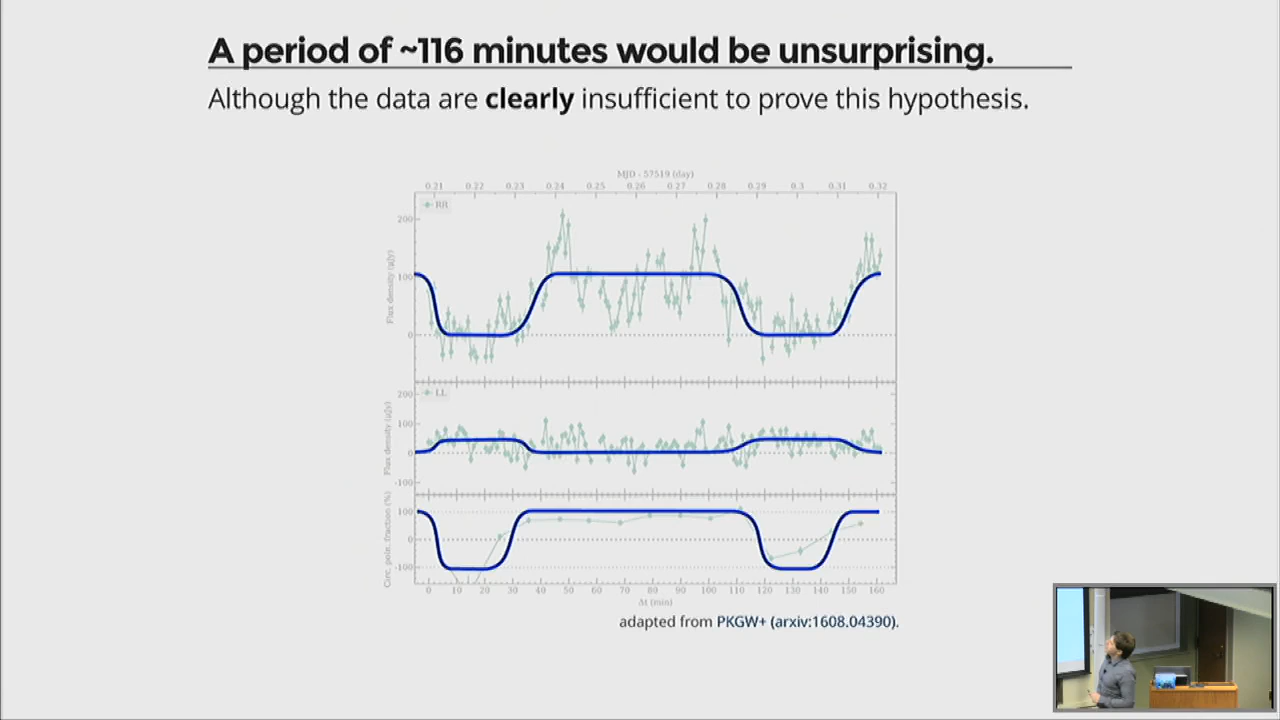 A period of ~116 minutes would be unsurprising.
Although the data are clearly insufficient to prove this hypothesis.
MJD - 57519 (day)
0.21 0.22 0.23 0.24 0.25 0.26 0.27 0.28 0.29 0.3 0.31 0.32
RR
200
100
0
Flux density (μJy)
LL
200
100
0
-100
Flux density (μJy)
100
0
-100
Circ. poln. fraction (%)
0 10 20 30 40 50 60 70 80 90 100 110 120 130 140 150 160
Δt (min)
adapted from PKGW+ (arxiv:1608.04390).